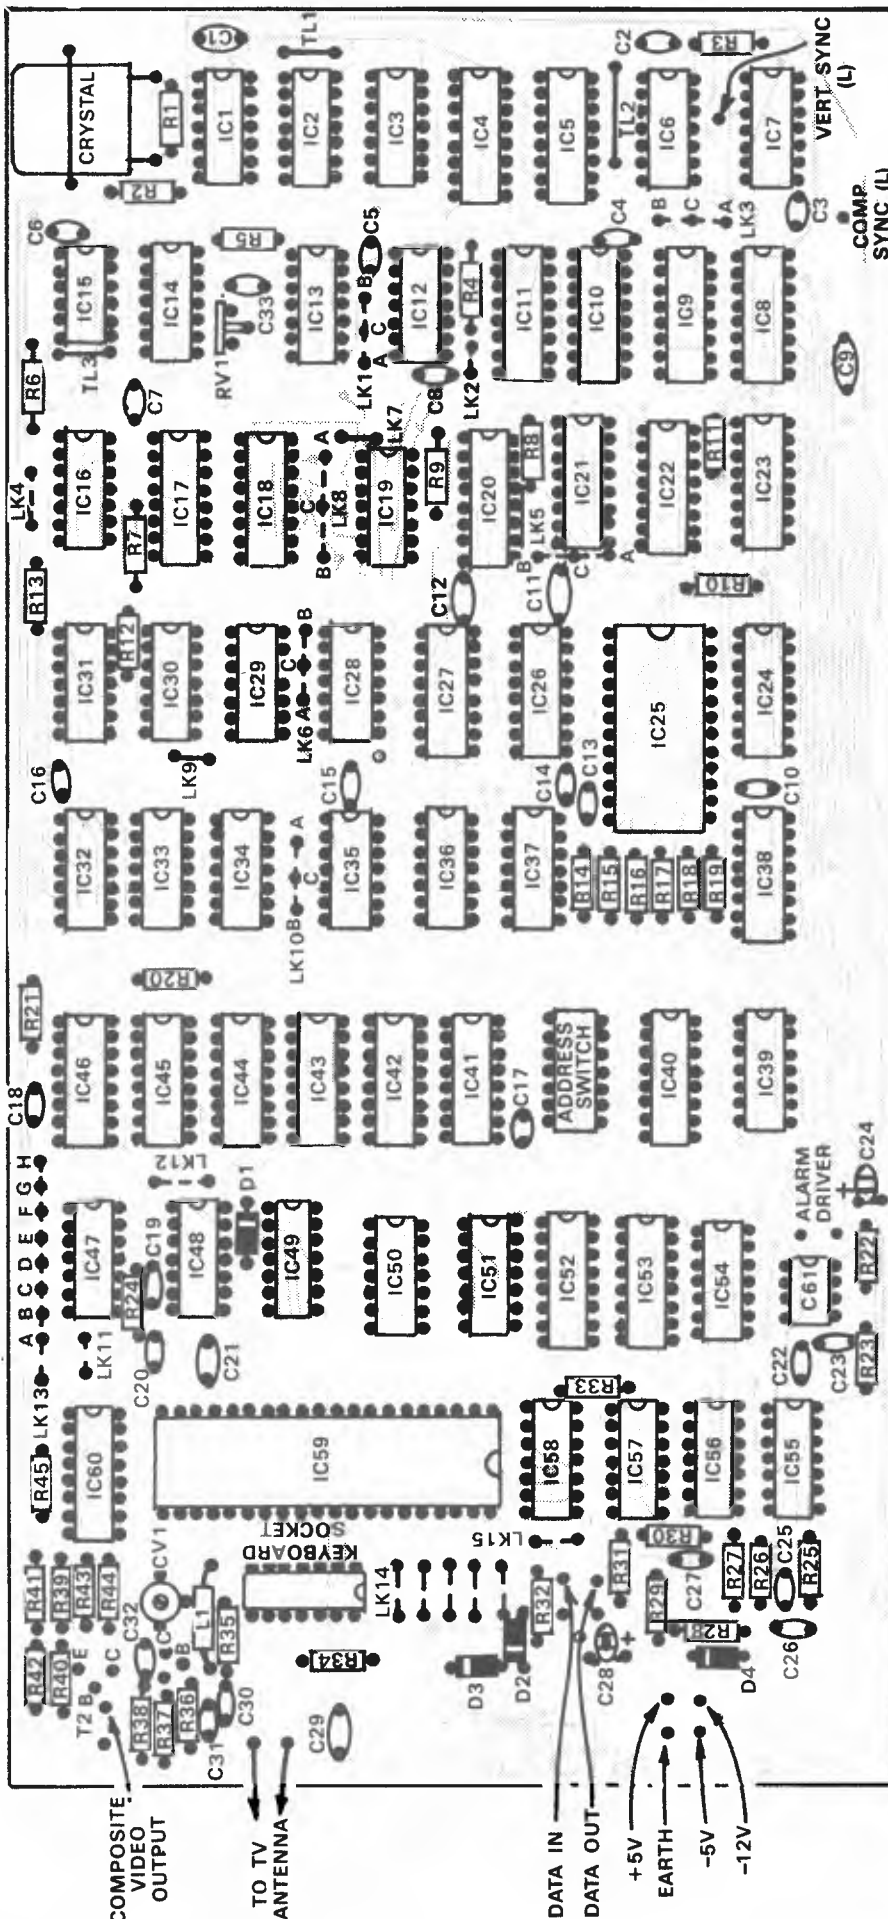 CRYSTAL
R1
C1
TL1
C2
R3
VERT SYNC
(L)
IC1
IC2
IC3
IC4
IC5
TL2
IC6
IC7
R2
C6
R5
C5
C4
B
C
A
LK3
C3
COMP
SYNC (L)
IC15
IC14
C33
IC13
B
C
A
IC12
R4
IC11
IC10
IC9
IC8
R6
TL3
RV1
LK1
C8
LK2
C9
C7
LK4
IC16
IC17
IC18
A
C
B
LK8
LK7
IC19
R9
IC20
R8
LK5
IC21
IC22
R11
IC23
R7
R13
B
C
A
C12
C11
R10
IC31
R12
IC30
IC29
B
C
A
LK6
IC28
IC27
IC26
IC25
IC24
C16
LK9
C15
C14
C13
C10
IC32
IC33
IC34
A
C
B
LK10
IC35
IC36
IC37
R14
R15
R16
R17
R18
R19
IC38
R21
R20
C18
IC46
IC45
IC44
IC43
IC42
IC41
C17
ADDRESS
SWITCH
IC40
IC39
A B C D E F G H
LK13
LK12
D1
ALARM
DRIVER
+
C24
IC47
C19
R24
IC48
IC49
IC50
IC51
IC52
IC53
IC54
C61
R22
LK11
C20
C21
C22
C23
R23
R33
R45
IC60
IC59
IC58
IC57
IC56
IC55
KEYBOARD
SOCKET
LK15
R30
R41
R39
R43
R44
CV1
C32
L1
R35
LK14
R32
R31
R29
C27
R27
R26
C25
R25
R42
R40
E
C
B
T2
C
B
R38
R37
R36
C31
C30
R34
C29
D3
D2
C28
+
R2
8
D4
C26
COMPOSITE
VIDEO
OUTPUT
TO TV
ANTENNA
DATA IN
DATA OUT
+5V
EARTH
-5V
-12V